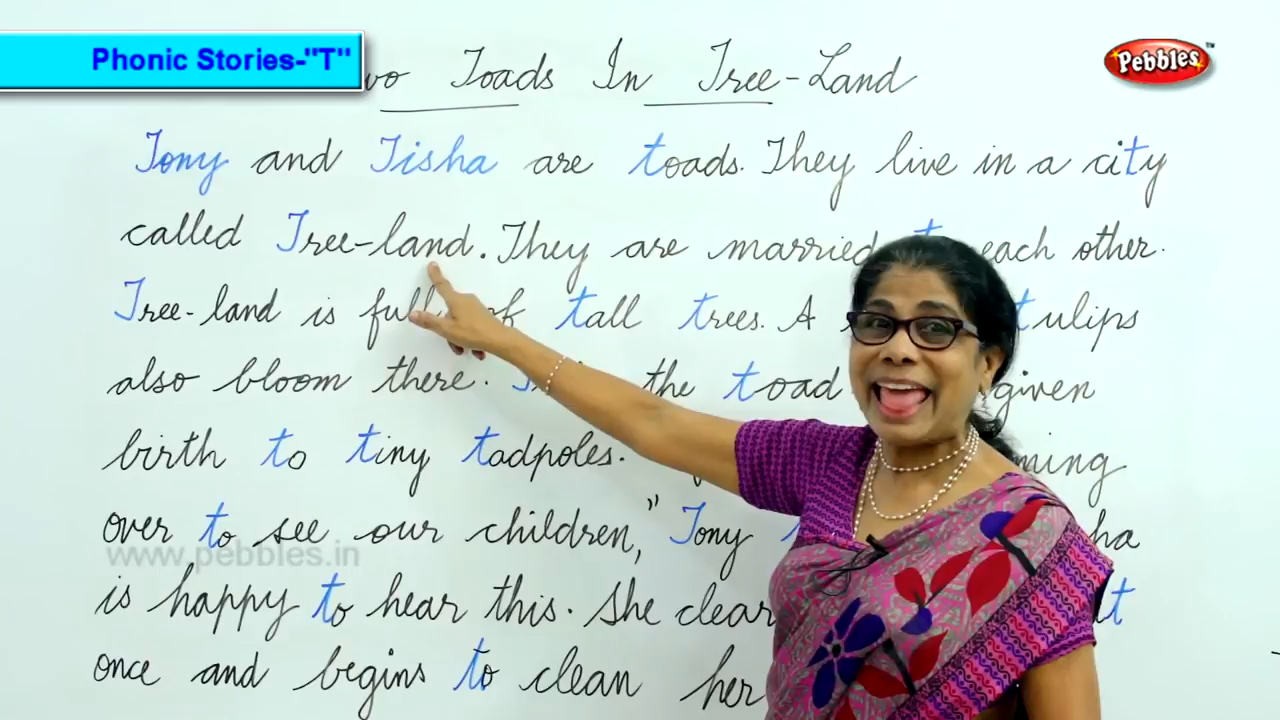 Phonic Stories-"T"
Pebbles™
Toads In Tree-Land
Tony and Tisha are toads. They live in a city
called Tree-land. They are married each other.
Tree-land is full of tall trees. A tulips
also bloom there. the toad given
birth to tiny tadpoles.
over to see our children," Tony
www.pebbles.in
is happy to hear this. She
once and begins to clean her